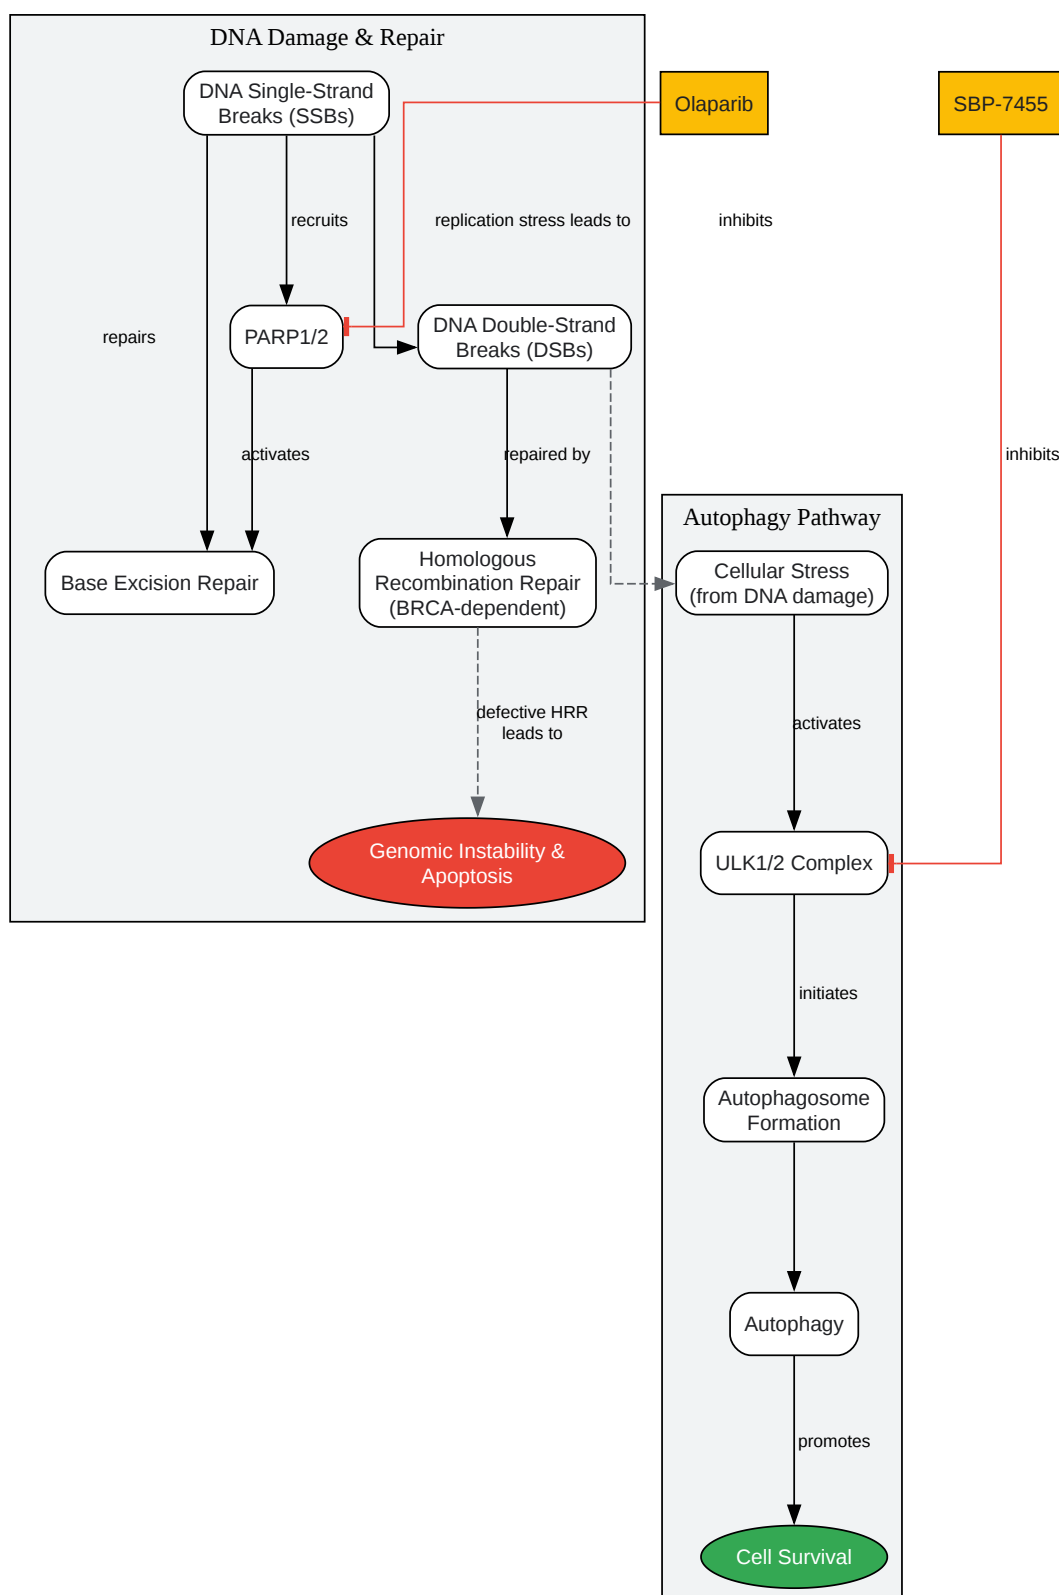 DNA Damage & Repair
DNA Single-Strand
Breaks (SSBs)
Olaparib
SBP-7455
recruits
replication stress leads to
inhibits
repairs
PARP1/2
DNA Double-Strand
Breaks (DSBs)
activates
repaired by
inhibits
Autophagy Pathway
Base Excision Repair
Homologous
Recombination Repair
(BRCA-dependent)
Cellular Stress
(from DNA damage)
defective HRR
leads to
activates
Genomic Instability &
Apoptosis
ULK1/2 Complex
initiates
Autophagosome
Formation
Autophagy
promotes
Cell Survival